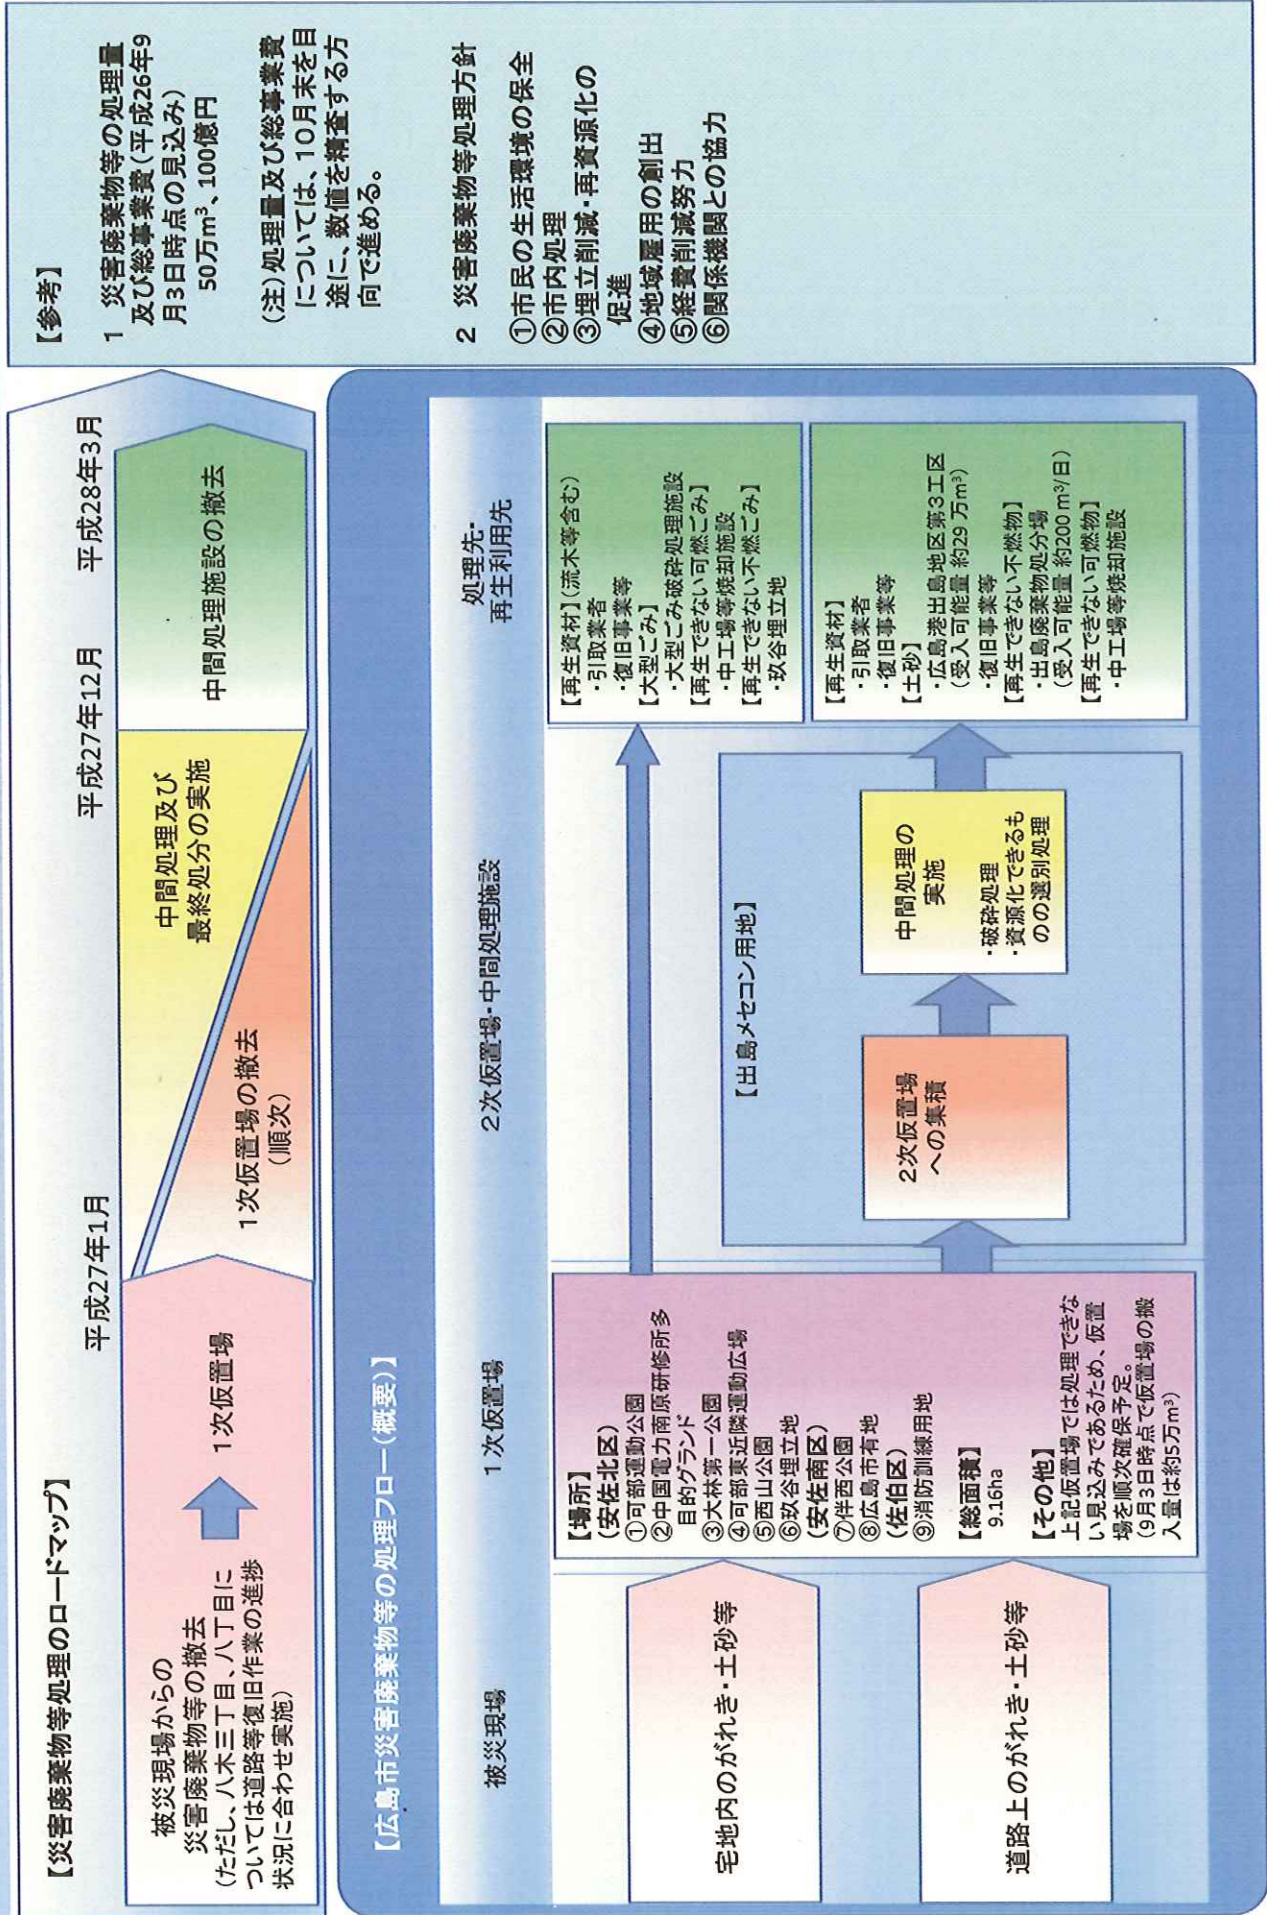 【災害廃棄物等処理のロードマップ】
平成27年1月
平成27年12月
平成28年3月
被災現場からの
災害廃棄物等の撤去
(ただし、八木三丁目、八丁目に
ついては道路等復旧作業の進捗
状況に合わせ実施)
1次仮置場
中間処理及び
最終処分の実施
1次仮置場の撤去
(順次)
中間処理施設の撤去
【広島市災害廃棄物等の処理フロー(概要)】
被災現場
1次仮置場
2次仮置場・中間処理施設
処理先・
再生利用先
宅地内のがれき・土砂等
道路上のがれき・土砂等
【場所】
(安佐北区)
①可部運動公園
②中国電力南原研修所多
目的グランド
③大林第一公園
④可部東近隣運動広場
⑤西山公園
⑥玖谷埋立地
(安佐南区)
⑦伴西公園
⑧広島市有地
(佐伯区)
⑨消防訓練用地
【総面積】
9.16ha
【その他】
上記仮置場では処理できな
い見込みであるため、仮置
場を順次確保予定。
(9月3日時点で仮置場の搬
入量は約5万m³)
【出島メセコン用地】
2次仮置場
への集積
中間処理の
実施
・破砕処理
・資源化できるも
のの選別処理
【再生資材】(流木等含む)
・引取業者
・復旧事業等
【大型ごみ】
・大型ごみ破砕処理施設
【再生できない可燃ごみ】
・中工場等焼却施設
【再生できない不燃ごみ】
・玖谷埋立地
【再生資材】
・引取業者
・復旧事業等
【土砂】
・広島港出島地区第3工区
(受入可能量 約29万m³)
・復旧事業等
【再生できない不燃物】
・出島廃棄物処分場
(受入可能量 約200m³/日)
【再生できない可燃物】
・中工場等焼却施設
【参考】
1 災害廃棄物等の処理量
及び総事業費(平成26年9
月3日時点の見込み)
50万m³、100億円
(注)処理量及び総事業費
については、10月末を目
途に、数値を精査する方
向で進める。
2 災害廃棄物等処理方針
①市民の生活環境の保全
②市内処理
③埋立削減・再資源化の
促進
④地域雇用の創出
⑤経費削減努力
⑥関係機関との協力